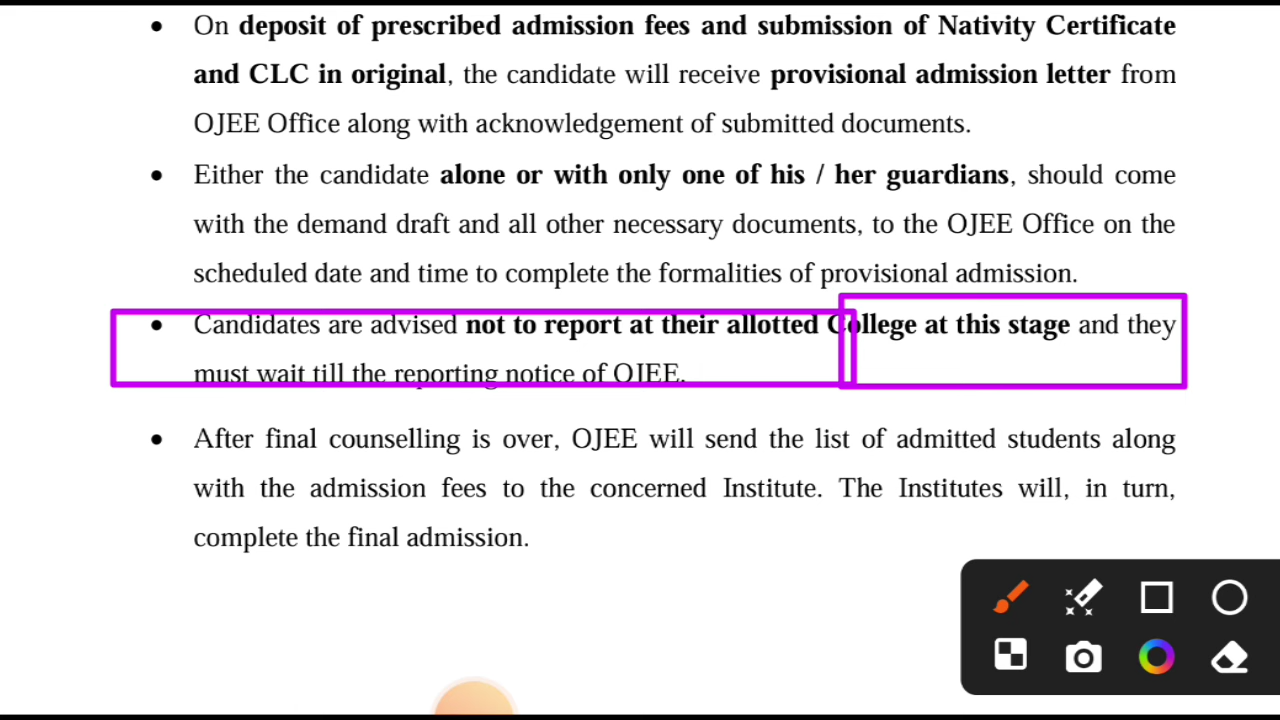 • On deposit of prescribed admission fees and submission of Nativity Certificate
and CLC in original, the candidate will receive provisional admission letter from
OJEE Office along with acknowledgement of submitted documents.
• Either the candidate alone or with only one of his / her guardians, should come
with the demand draft and all other necessary documents, to the OJEE Office on the
scheduled date and time to complete the formalities of provisional admission.
• Candidates are advised not to report at their allotted College at this stage and they
must wait till the reporting notice of OJEE.
• After final counselling is over, OJEE will send the list of admitted students along
with the admission fees to the concerned Institute. The Institutes will, in turn,
complete the final admission.